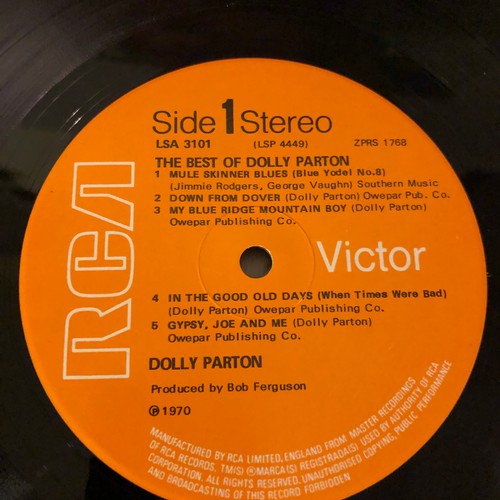 Side 1 Stereo
LSA 3101 (LSP 4449) ZPRS 1768
THE BEST OF DOLLY PARTON
1 MULE SKINNER BLUES (Blue Yodel No.8)
(Jimmie Rodgers, George Vaughn) Southern Music
2 DOWN FROM DOVER (Dolly Parton) Owepar Pub. Co.
3 MY BLUE RIDGE MOUNTAIN BOY (Dolly Parton)
Owepar Publishing Co.
RCA
Victor
4 IN THE GOOD OLD DAYS (When Times Were Bad)
(Dolly Parton) Owepar Publishing Co.
5 GYPSY, JOE AND ME (Dolly Parton) Owepar
Publishing Co.
DOLLY PARTON
Produced by Bob Ferguson
℗ 1970
MANUFACTURED BY RCA LIMITED, ENGLAND FROM MASTER RECORDINGS
OF RCA RECORDS. TM(S) ® MARCA(S) REGISTRADA(S) USED BY AUTHORITY OF RCA
CORPORATION. ALL RIGHTS RESERVED. UNAUTHORISED COPYING, PUBLIC PERFORMANCE
AND BROADCASTING OF THIS RECORD FORBIDDEN